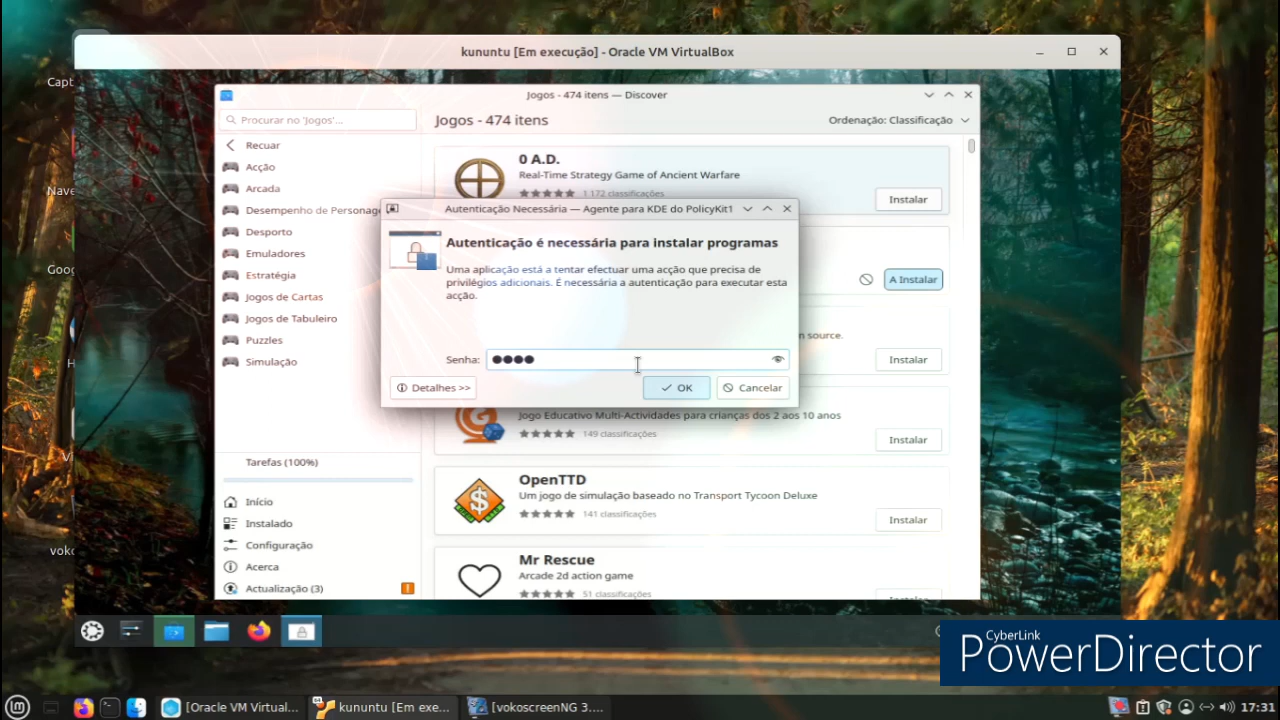 kununtu [Em execução] - Oracle VM VirtualBox
Capt
Nave
Goog
H
Vi
voko
Jogos - 474 itens — Discover
Procurar no 'Jogos'...
Recuar
Acção
Arcada
Desempenho de Personag
Desporto
Emuladores
Estratégia
Jogos de Cartas
Jogos de Tabuleiro
Puzzles
Simulação
Tarefas (100%)
Início
Instalado
Configuração
Acerca
Actualização (3)
Jogos - 474 itens
Ordenação: Classificação
0 A.D.
Real-Time Strategy Game of Ancient Warfare
1 172 classificações
Instalar
A Instalar
n source.
Instalar
Jogo Educativo Multi-Actividades para crianças dos 2 aos 10 anos
149 classificações
Instalar
OpenTTD
Um jogo de simulação baseado no Transport Tycoon Deluxe
141 classificações
Instalar
Mr Rescue
Arcade 2d action game
51 classificações
Autenticação Necessária — Agente para KDE do PolicyKit1
Autenticação é necessária para instalar programas
Uma aplicação está a tentar efectuar uma acção que precisa de
privilégios adicionais. É necessária a autenticação para executar esta
acção.
Senha:
Detalhes >>
OK
Cancelar
CyberLink
PowerDirector
[Oracle VM Virtual...
kununtu [Em exe...
[vokoscreenNG 3....
17:31